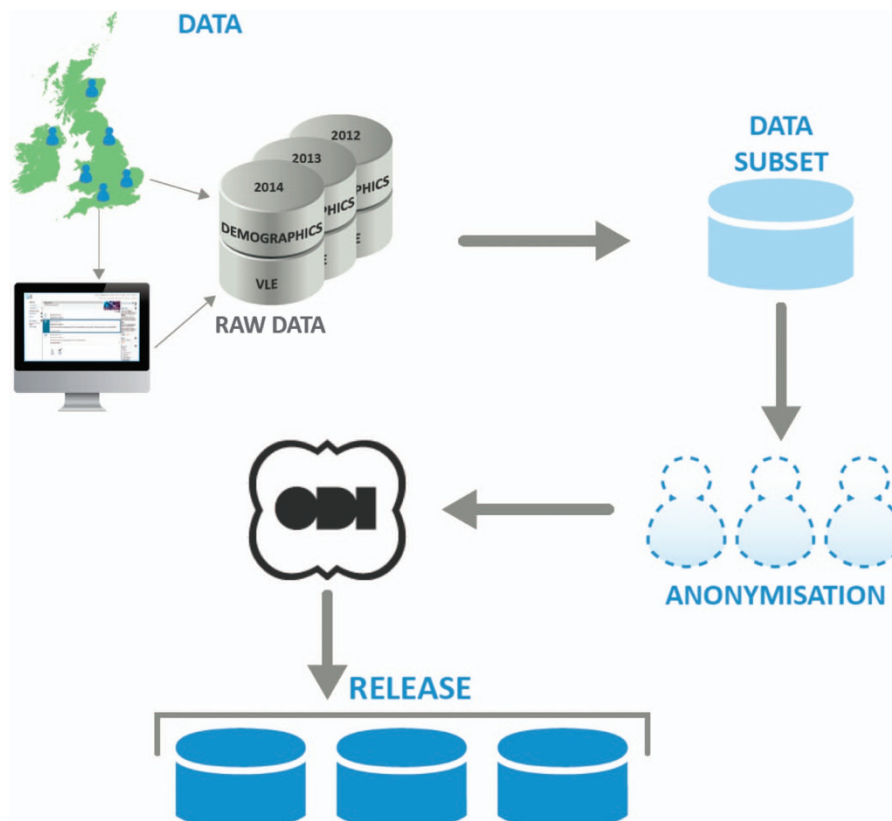 DATA
2012
2013
2014
PHICS
PHICS
DEMOGRAPHICS
E
E
VLE
RAW DATA
DATA
SUBSET
ODI
ANONYMISATION
RELEASE